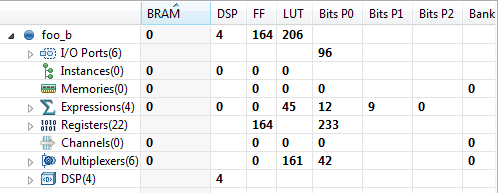 BRAM DSP FF LUT Bits P0 Bits P1 Bits P2 Bank
foo_b 0 4 164 206
I/O Ports(6) 96
Instances(0) 0 0 0 0
Memories(0) 0 0 0 0 0
Expressions(4) 0 0 0 45 12 9 0
Registers(22) 164 233
Channels(0) 0 0 0 0 0
Multiplexers(6) 0 0 161 42 0
DSP(4) 4